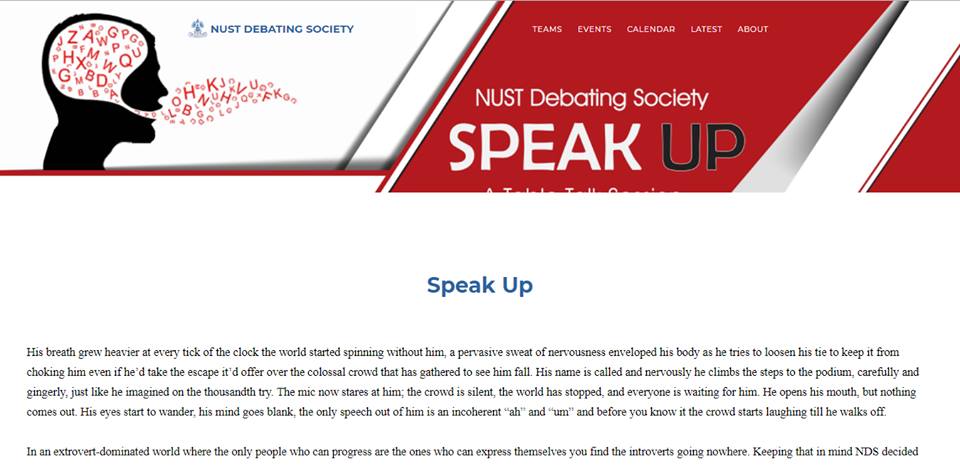 NUST DEBATING SOCIETY
TEAMS EVENTS CALENDAR LATEST ABOUT
NUST Debating Society
SPEAK UP
Speak Up
His breath grew heavier at every tick of the clock the world started spinning without him, a pervasive sweat of nervousness enveloped his body as he tries to loosen his tie to keep it from
choking him even if he’d take the escape it’d offer over the colossal crowd that has gathered to see him fall. His name is called and nervously he climbs the steps to the podium, carefully and
gingerly, just like he imagined on the thousandth try. The mic now stares at him; the crowd is silent, the world has stopped, and everyone is waiting for him. He opens his mouth, but nothing
comes out. His eyes start to wander, his mind goes blank, the only speech out of him is an incoherent “ah” and “um” and before you know it the crowd starts laughing till he walks off.
In an extrovert-dominated world where the only people who can progress are the ones who can express themselves you find the introverts going nowhere. Keeping that in mind NDS decided